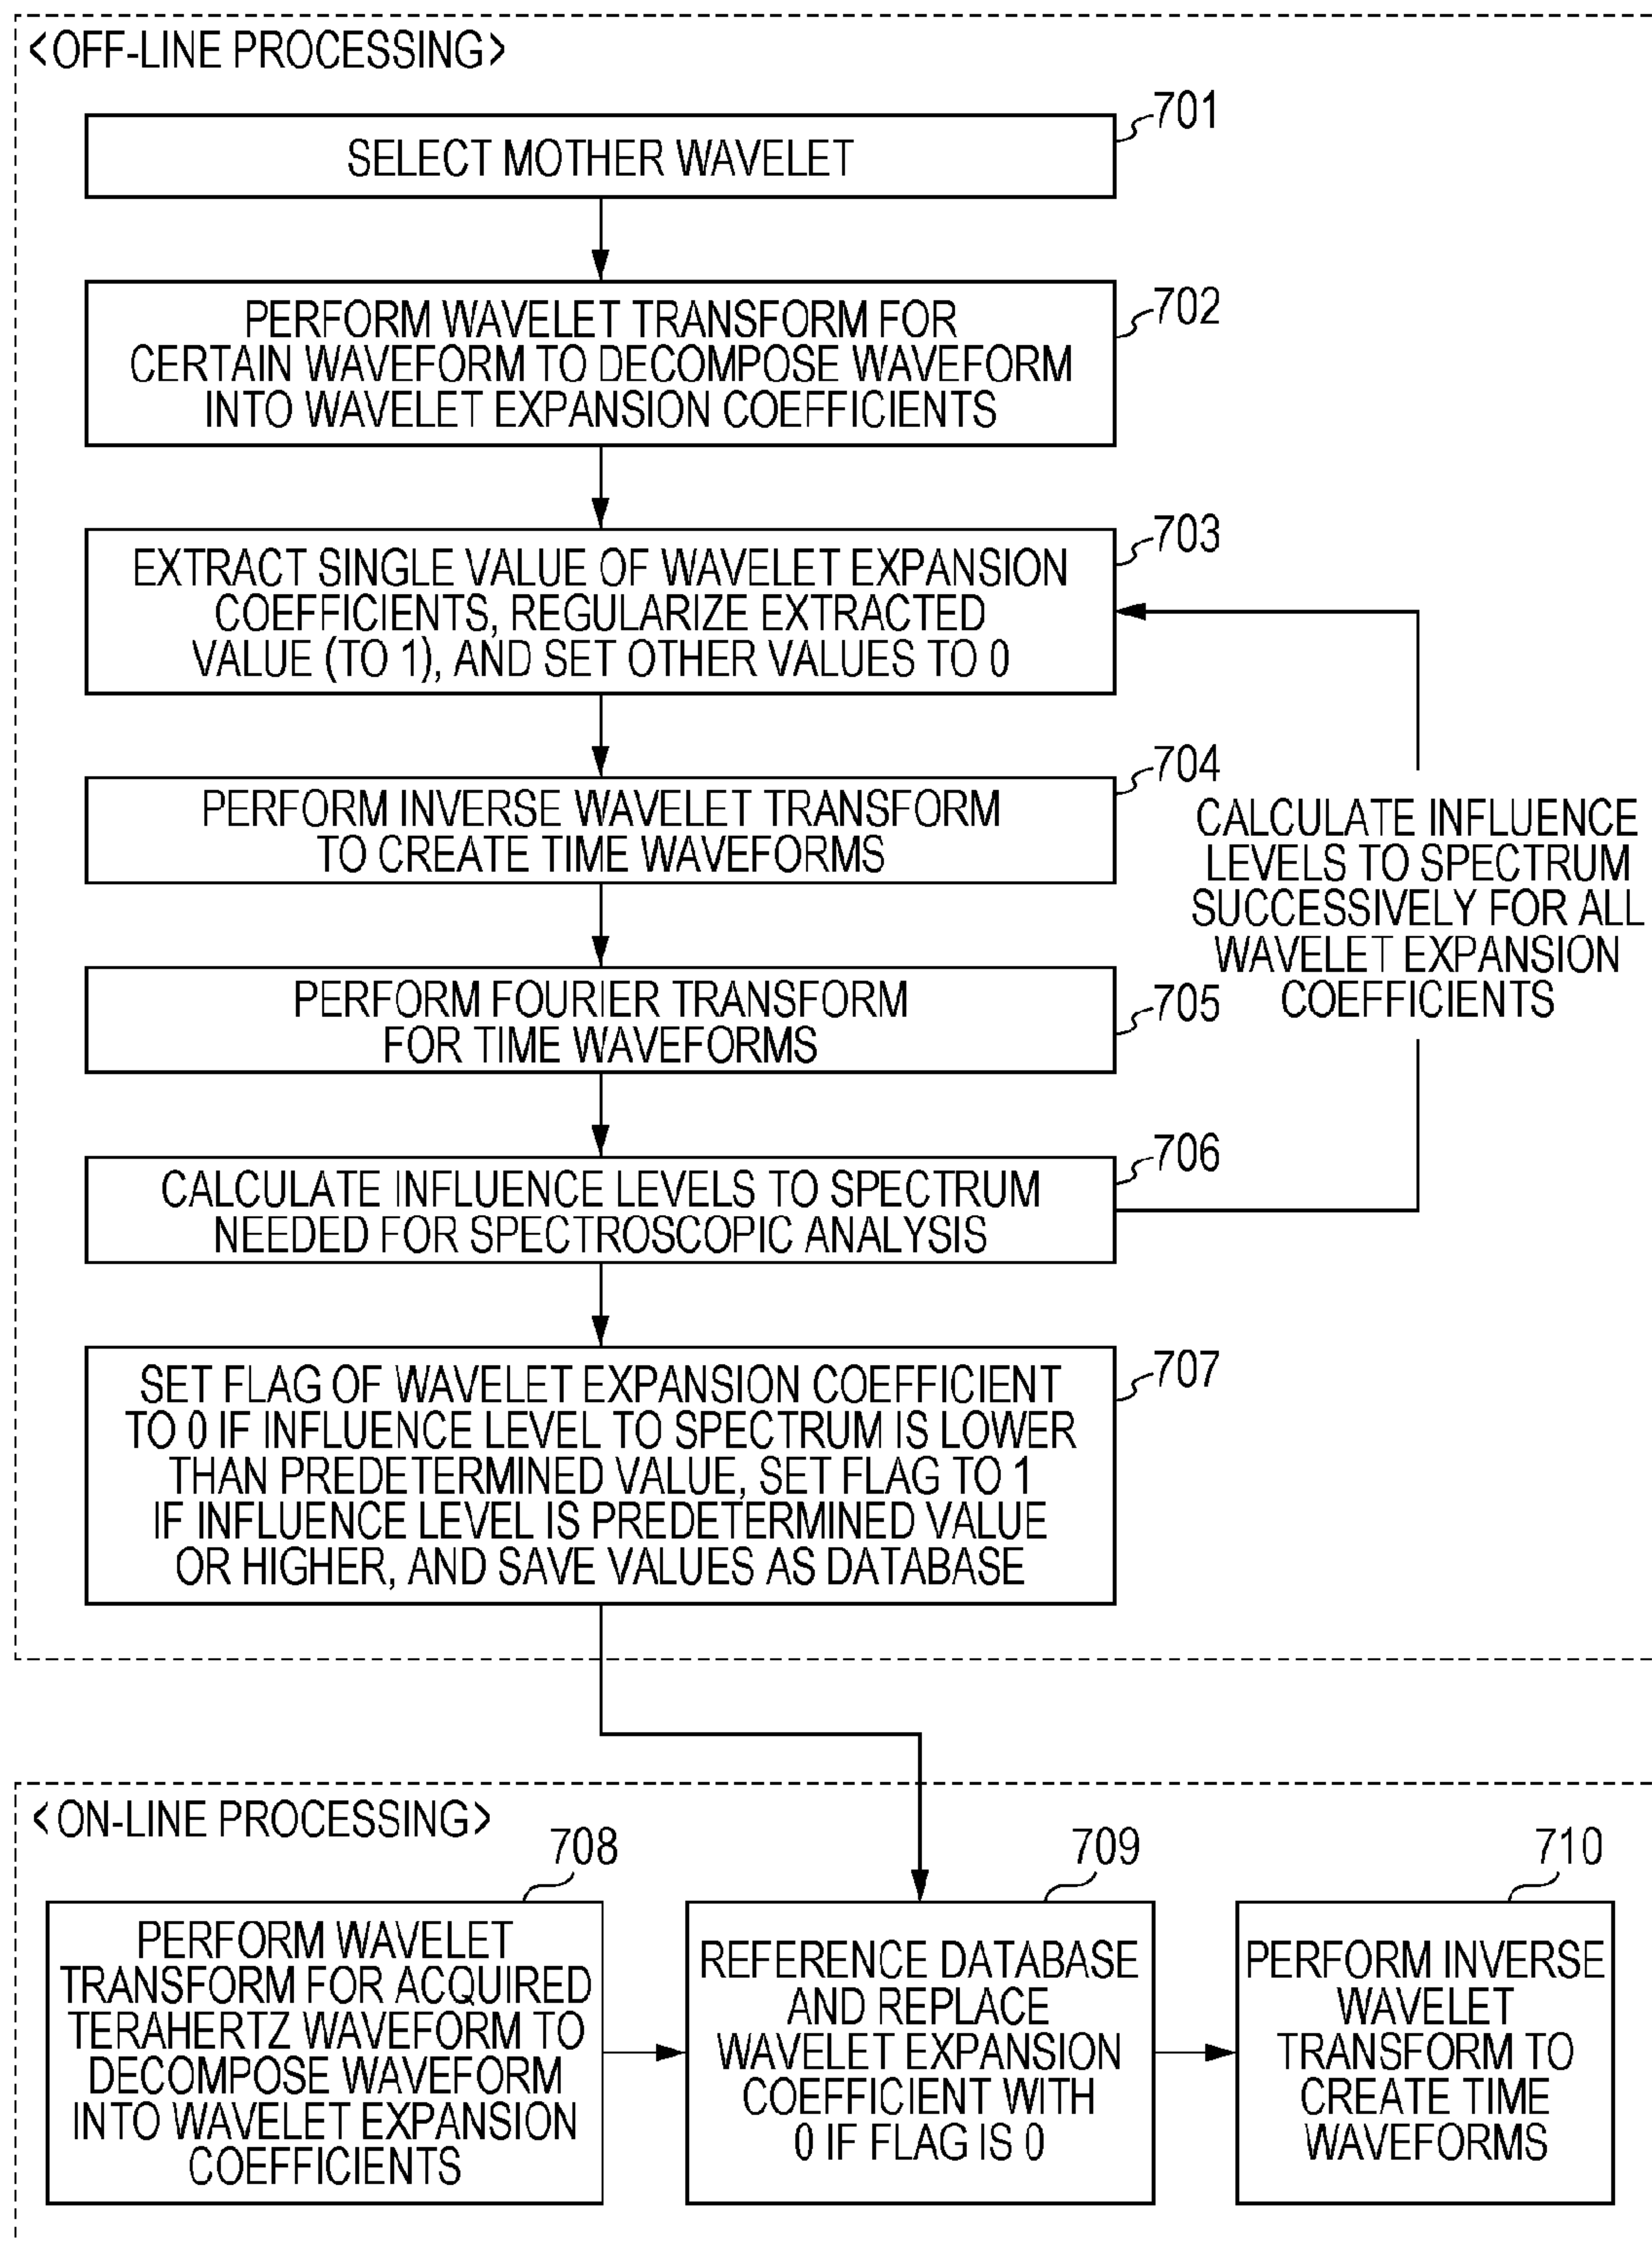 <OFF-LINE PROCESSING>
701
SELECT MOTHER WAVELET
702
PERFORM WAVELET TRANSFORM FOR
CERTAIN WAVEFORM TO DECOMPOSE WAVEFORM
INTO WAVELET EXPANSION COEFFICIENTS
703
EXTRACT SINGLE VALUE OF WAVELET EXPANSION
COEFFICIENTS, REGULARIZE EXTRACTED
VALUE (TO 1), AND SET OTHER VALUES TO 0
704
PERFORM INVERSE WAVELET TRANSFORM
TO CREATE TIME WAVEFORMS
CALCULATE INFLUENCE
LEVELS TO SPECTRUM
SUCCESSIVELY FOR ALL
WAVELET EXPANSION
COEFFICIENTS
705
PERFORM FOURIER TRANSFORM
FOR TIME WAVEFORMS
706
CALCULATE INFLUENCE LEVELS TO SPECTRUM
NEEDED FOR SPECTROSCOPIC ANALYSIS
707
SET FLAG OF WAVELET EXPANSION COEFFICIENT
TO 0 IF INFLUENCE LEVEL TO SPECTRUM IS LOWER
THAN PREDETERMINED VALUE, SET FLAG TO 1
IF INFLUENCE LEVEL IS PREDETERMINED VALUE
OR HIGHER, AND SAVE VALUES AS DATABASE
<ON-LINE PROCESSING>
708
PERFORM WAVELET
TRANSFORM FOR ACQUIRED
TERAHERTZ WAVEFORM TO
DECOMPOSE WAVEFORM
INTO WAVELET EXPANSION
COEFFICIENTS
709
REFERENCE DATABASE
AND REPLACE
WAVELET EXPANSION
COEFFICIENT WITH
0 IF FLAG IS 0
710
PERFORM INVERSE
WAVELET
TRANSFORM TO
CREATE TIME
WAVEFORMS